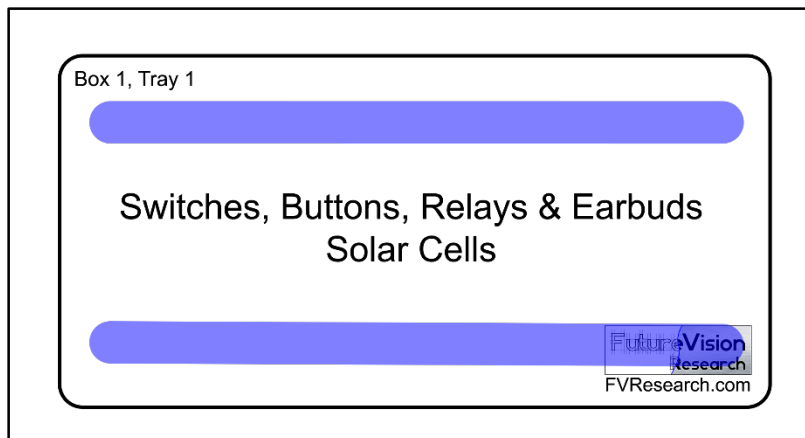 Box 1, Tray 1
Switches, Buttons, Relays & Earbuds
Solar Cells
FutureVision
Research
FVResearch.com